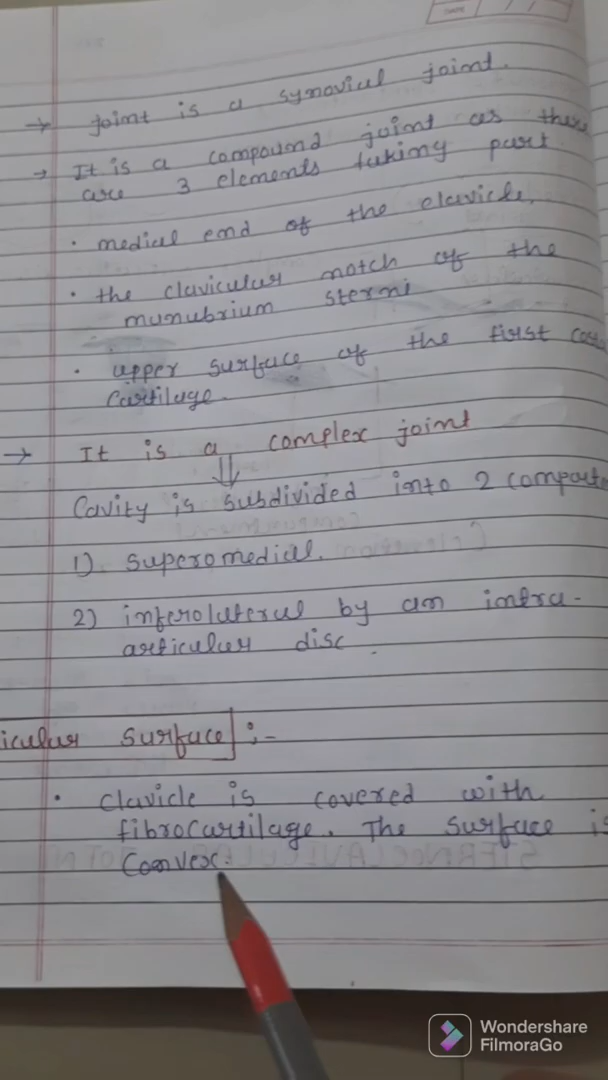 → Joint is a synovial joint.
→ It is a compound joint as there
are 3 elements taking part
• medial end of the clavicle,
• the clavicular notch of the
munubrium sterni
• upper surface of the first cost
Cartilage.
→ It is a complex joint
Cavity is subdivided into 2 compart
1) superomedial.
2) inferolateral by an intra-
articular disc.
icular surface :-
• clavicle is covered with
fibrocartilage. The surface is
Convex.
Wondershare
FilmoraGo